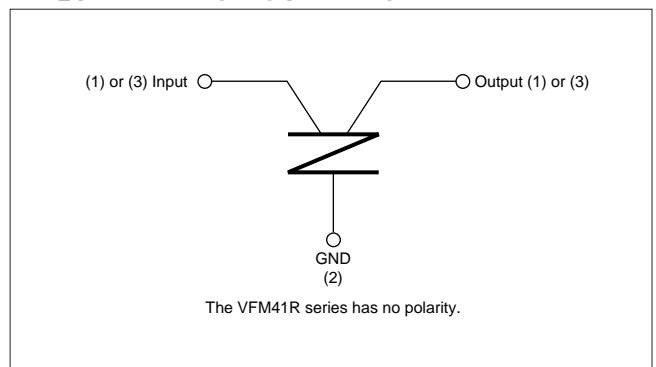 (1) or (3) Input
Output (1) or (3)
GND
(2)
The VFM41R series has no polarity.